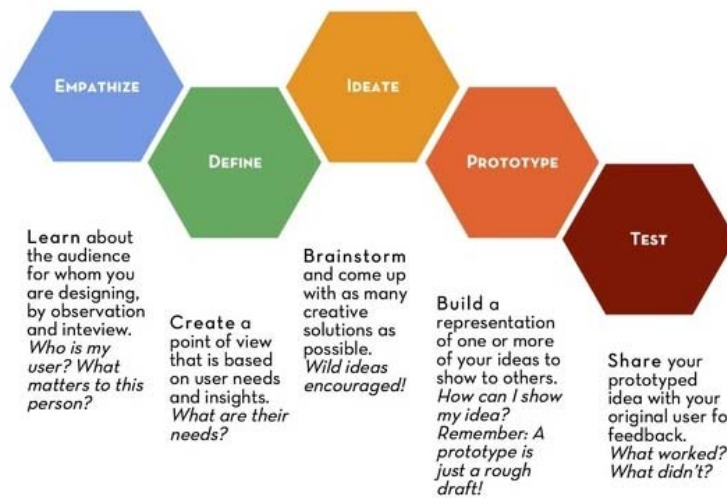 EMPATHIZE
DEFINE
IDEATE
PROTOTYPE
TEST
Learn about
the audience
for whom you
are designing,
by observation
and inteview.
Who is my
user? What
matters to this
person?
Create a
point of view
that is based
on user needs
and insights.
What are their
needs?
Brainstorm
and come up
with as many
creative
solutions as
possible.
Wild ideas
encouraged!
Build a
representation
of one or more
of your ideas to
show to others.
How can I show
my idea?
Remember: A
prototype is
just a rough
draft!
Share your
prototyped
idea with your
original user fo
feedback.
What worked?
What didn't?